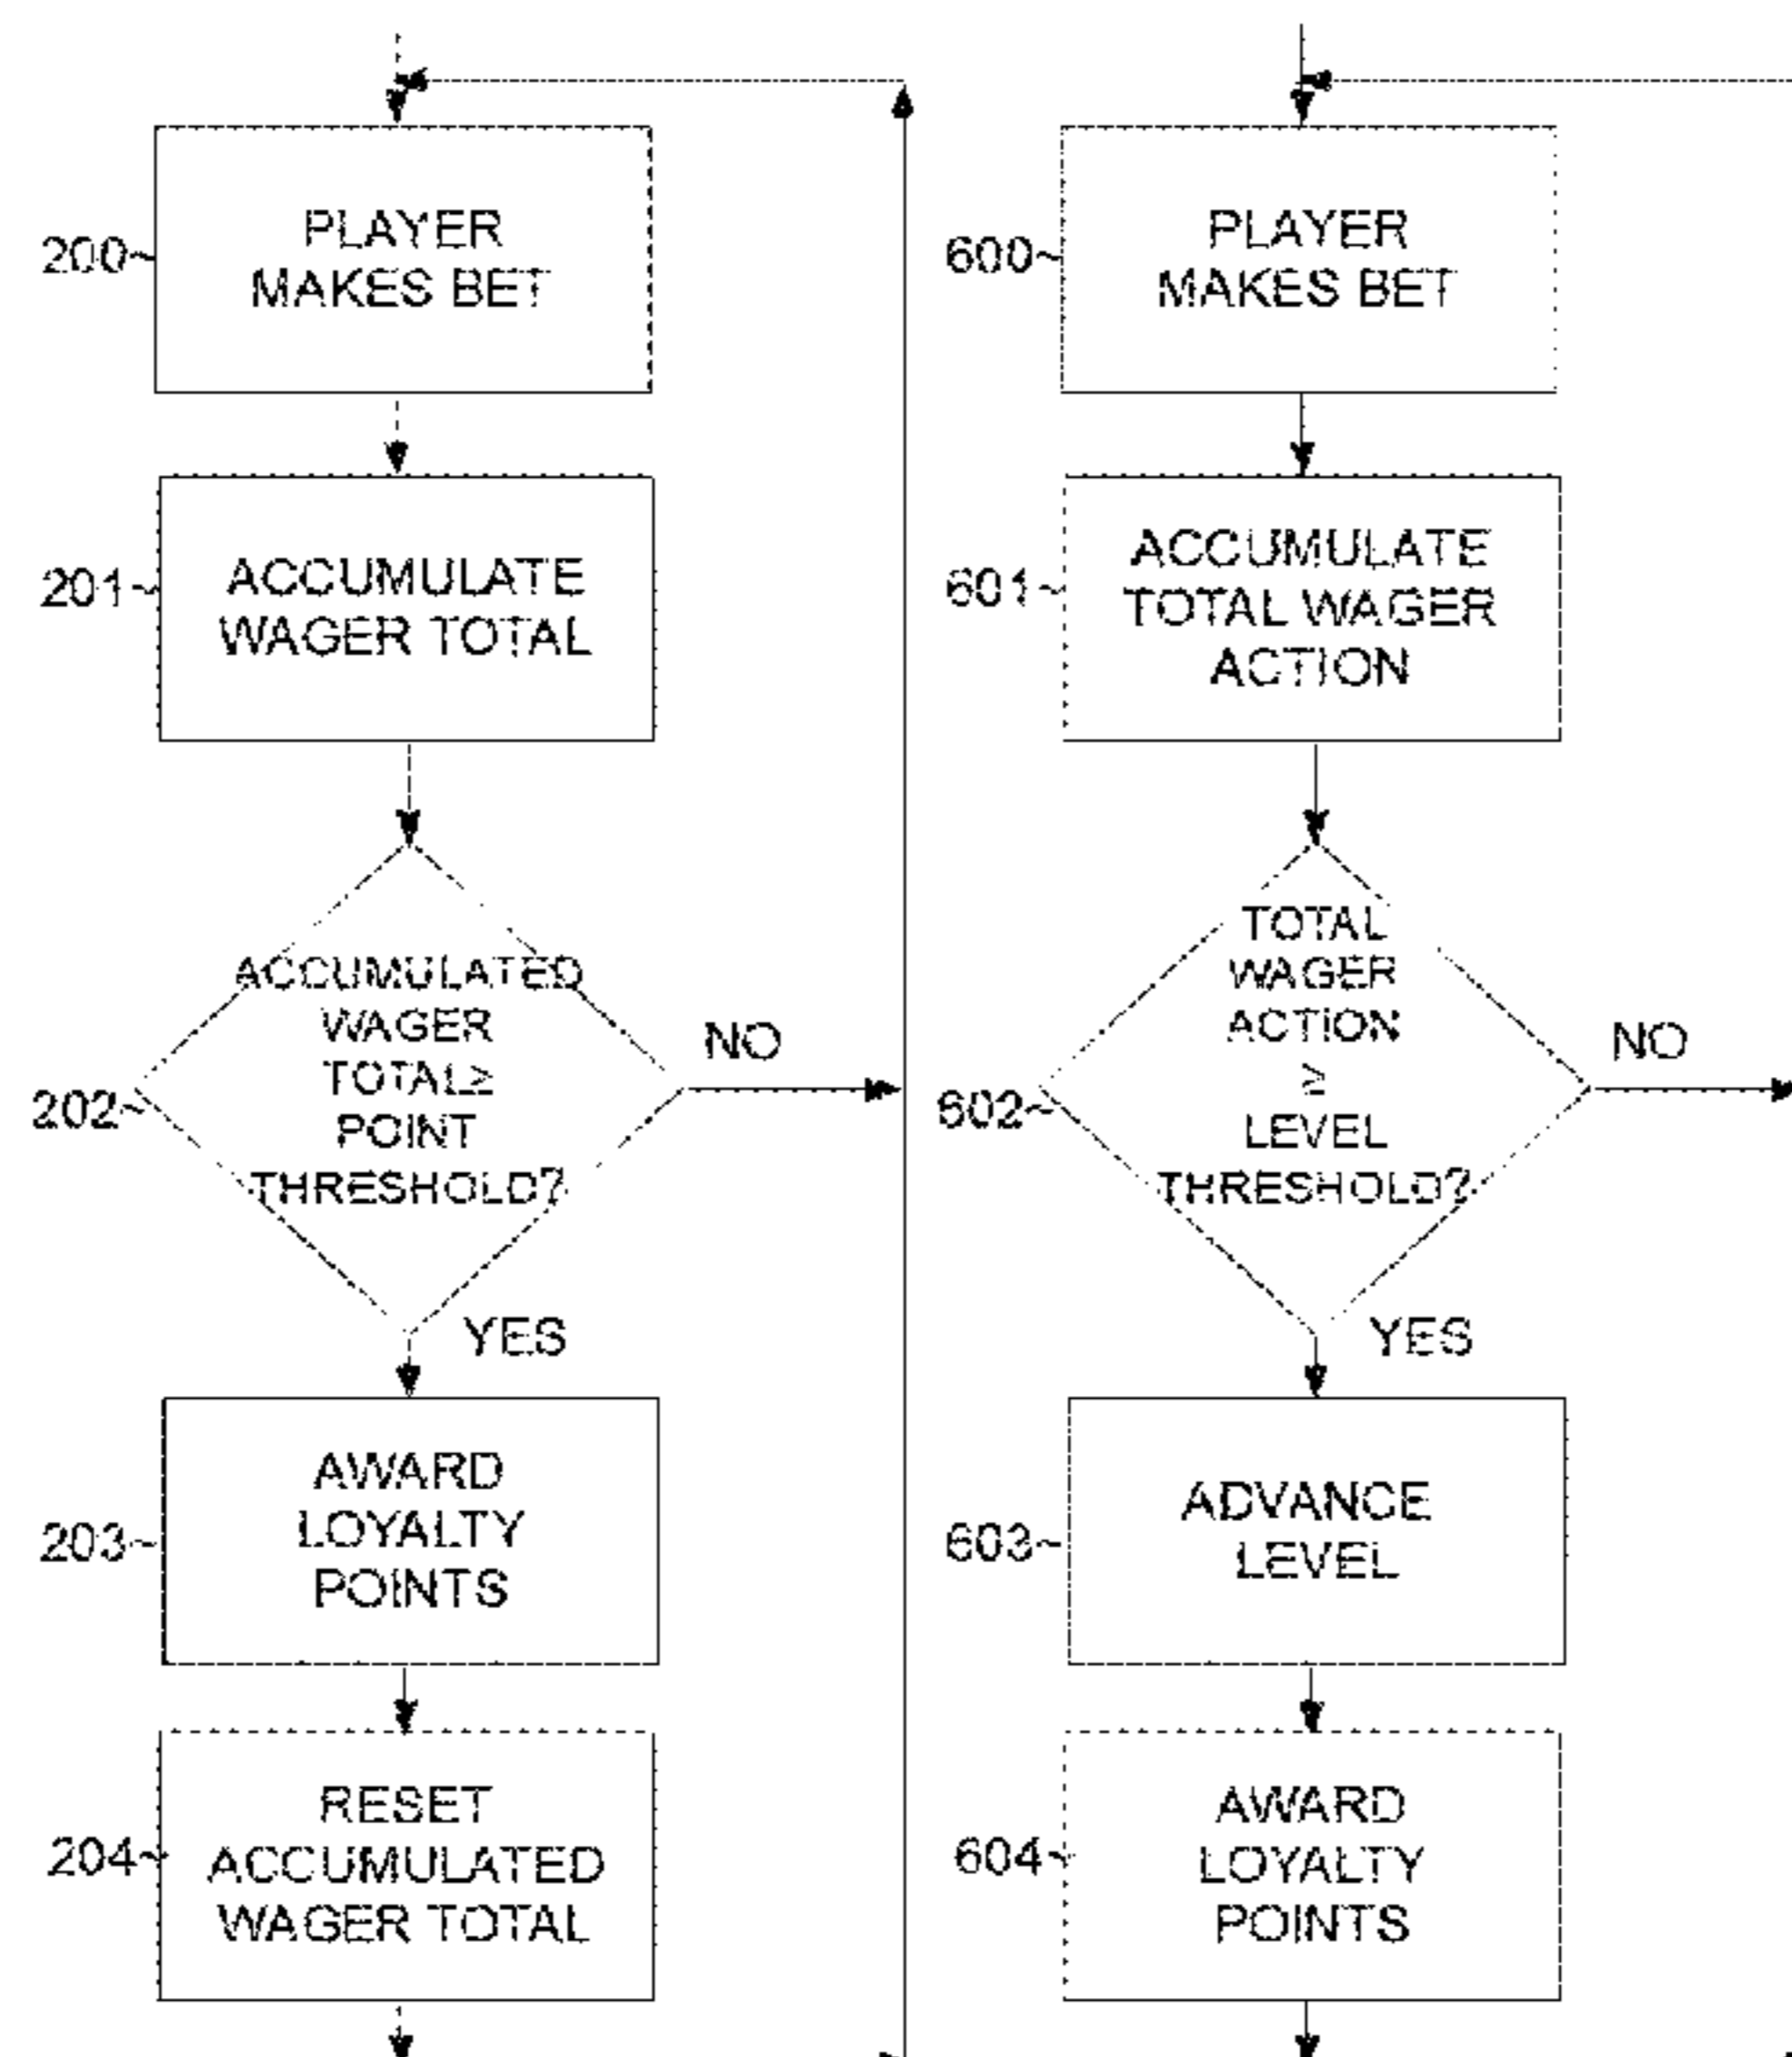 200
PLAYER
MAKES BET
201
ACCUMULATE
WAGER TOTAL
202
ACCUMULATED
WAGER
TOTAL≥
POINT
THRESHOLD?
NO
YES
203
AWARD
LOYALTY
POINTS
204
RESET
ACCUMULATED
WAGER TOTAL
600
PLAYER
MAKES BET
601
ACCUMULATE
TOTAL WAGER
ACTION
602
TOTAL
WAGER
ACTION
≥
LEVEL
THRESHOLD?
NO
YES
603
ADVANCE
LEVEL
604
AWARD
LOYALTY
POINTS